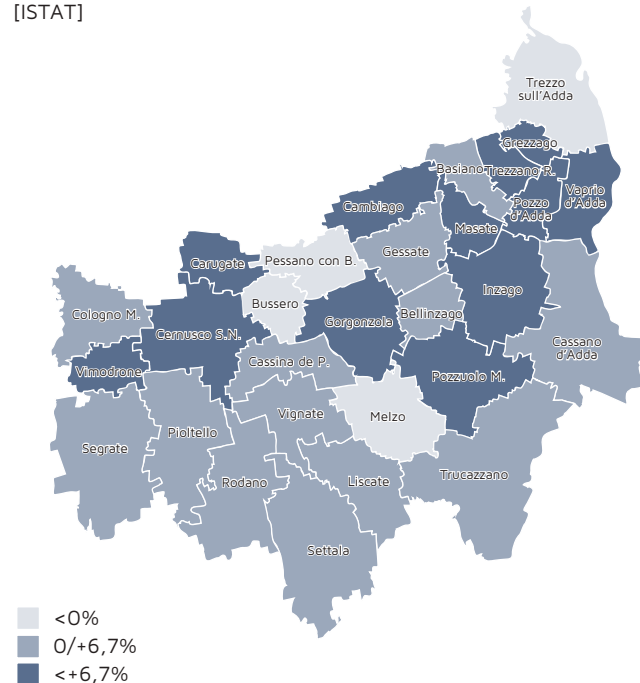 [ISTAT]
Trezzo
sull'Adda
Grezzago
Basiano
Trezzano R.
Vaprio
d'Adda
Pozzo
d'Adda
Cambiago
Masate
Gessate
Carugate
Pessano con B.
Inzago
Bussero
Cologno M.
Gorgonzola
Bellinzago
Cernusco S.N.
Cassano
d'Adda
Cassina de P.
Vimodrone
Pozzuolo M.
Vignate
Melzo
Pioltello
Segrate
Trucazzano
Rodano
Liscate
Settala
<0%
0/+6,7%
<+6,7%